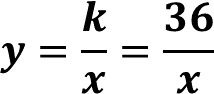 y = k/x = 36/x